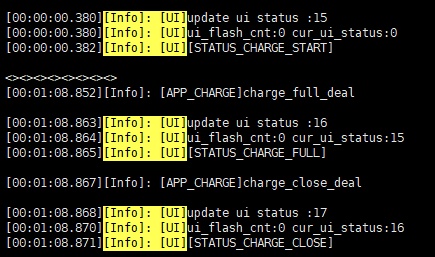 [00:00:00.380][Info]: [UI]update ui status :15
[00:00:00.380][Info]: [UI]ui_flash_cnt:0 cur_ui_status:0
[00:00:00.382][Info]: [UI][STATUS_CHARGE_START]
<><><><><><><><>
[00:01:08.852][Info]: [APP_CHARGE]charge_full_deal
[00:01:08.863][Info]: [UI]update ui status :16
[00:01:08.864][Info]: [UI]ui_flash_cnt:0 cur_ui_status:15
[00:01:08.865][Info]: [UI][STATUS_CHARGE_FULL]
[00:01:08.867][Info]: [APP_CHARGE]charge_close_deal
[00:01:08.868][Info]: [UI]update ui status :17
[00:01:08.870][Info]: [UI]ui_flash_cnt:0 cur_ui_status:16
[00:01:08.871][Info]: [UI][STATUS_CHARGE_CLOSE]